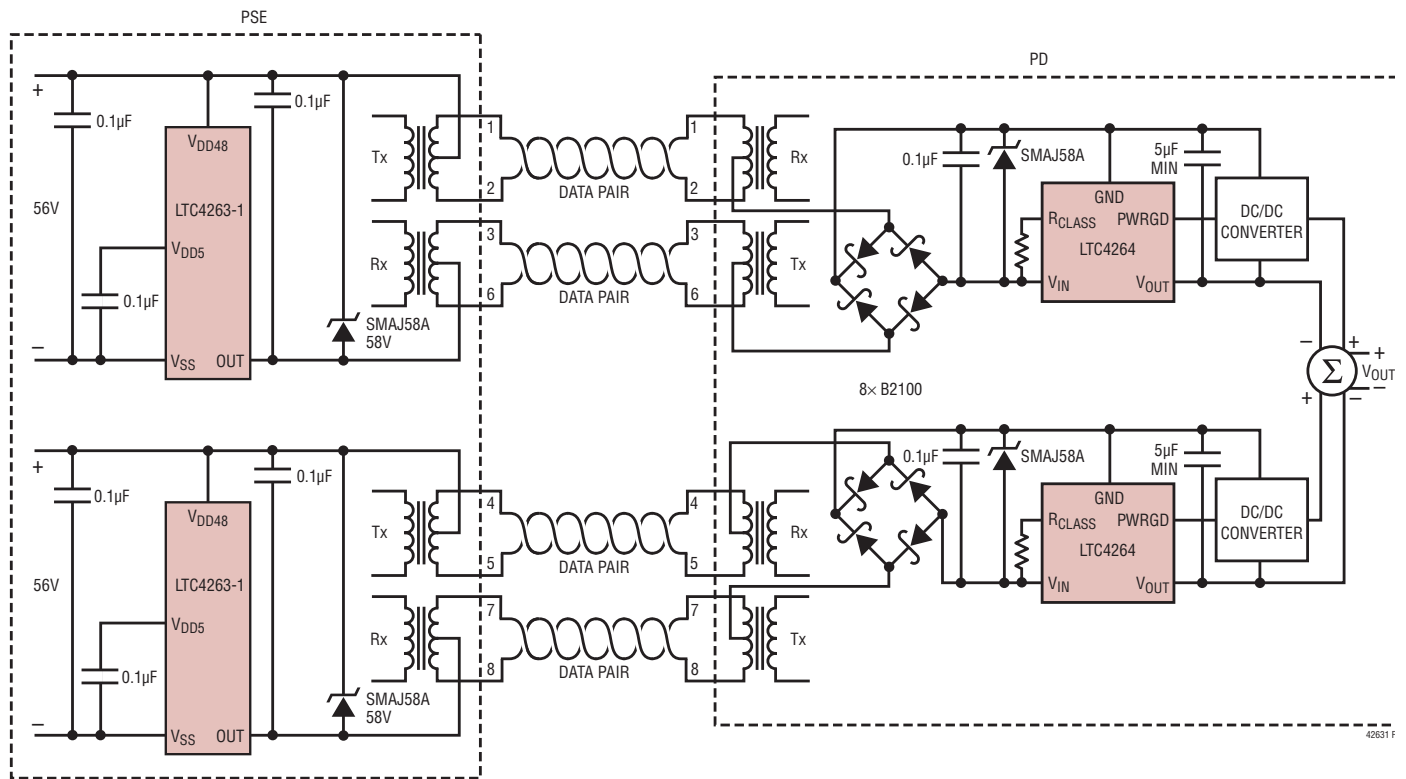 PSE
PD
+
0.1µF
0.1µF
VDD48
LTC4263-1
56V
VDD5
0.1µF
–
VSS
OUT
SMAJ58A
58V
Tx
1
2
DATA PAIR
1
2
Rx
Rx
3
6
DATA PAIR
3
6
Tx
0.1µF
SMAJ58A
5µF
MIN
GND
RCLASS
PWRGD
LTC4264
VIN
VOUT
DC/DC
CONVERTER
–
+
Σ
+
VOUT
–
+
–
8× B2100
+
0.1µF
0.1µF
VDD48
LTC4263-1
56V
VDD5
0.1µF
–
VSS
OUT
SMAJ58A
58V
Tx
4
5
DATA PAIR
4
5
Rx
Rx
7
8
DATA PAIR
7
8
Tx
0.1µF
SMAJ58A
5µF
MIN
GND
RCLASS
PWRGD
LTC4264
VIN
VOUT
DC/DC
CONVERTER
42631 F